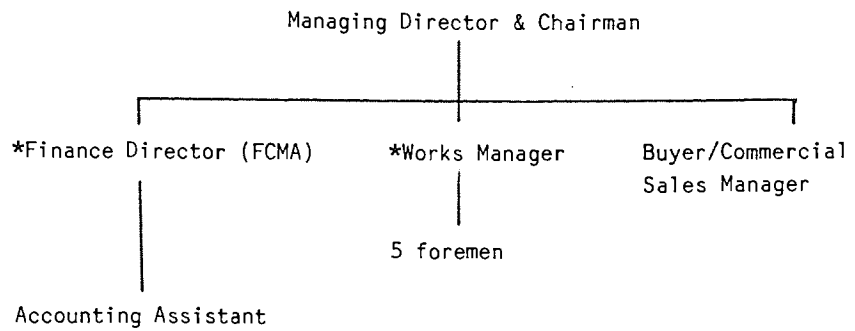 Managing Director & Chairman
*Finance Director (FCMA)
*Works Manager
Buyer/Commercial
Sales Manager
5 foremen
Accounting Assistant